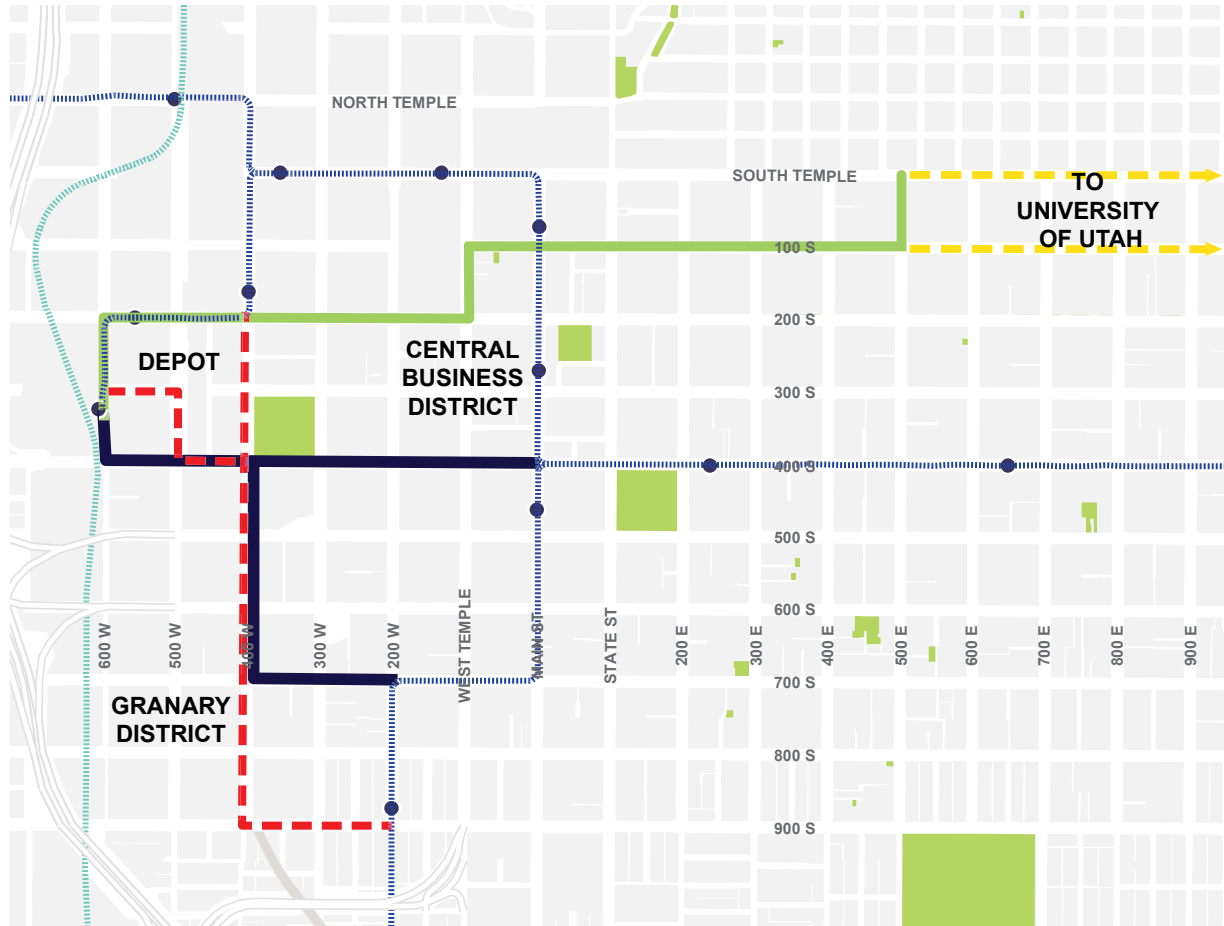 NORTH TEMPLE
SOUTH TEMPLE
TO
UNIVERSITY
OF UTAH
100 S
200 S
DEPOT
CENTRAL
BUSINESS
DISTRICT
300 S
400 S
500 S
600 S
600 W
500 W
400 W
300 W
200 W
WEST TEMPLE
MAIN ST
STATE ST
200 E
300 E
400 E
500 E
600 E
700 E
800 E
900 E
700 S
GRANARY
DISTRICT
800 S
900 S